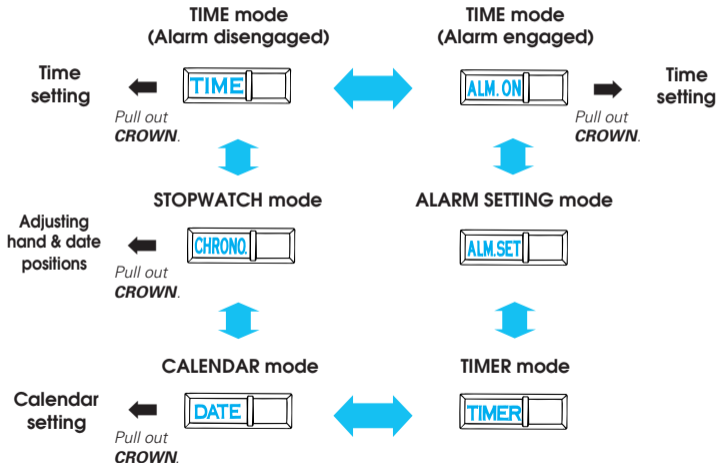 TIME mode
(Alarm disengaged)
TIME mode
(Alarm engaged)
Time
setting
TIME
ALM. ON
Time
setting
Pull out
CROWN.
Pull out
CROWN.
STOPWATCH mode
ALARM SETTING mode
Adjusting
hand & date
positions
CHRONO.
ALM.SET
Pull out
CROWN.
CALENDAR mode
TIMER mode
Calendar
setting
DATE
TIMER
Pull out
CROWN.